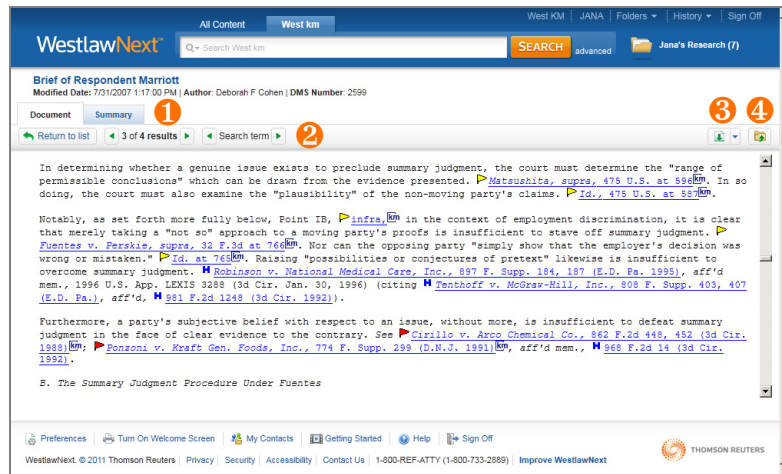 West KM | JANA | Folders | History | Sign Off
All Content West km
WestlawNext™ Search West km SEARCH advanced Jana's Research (7)
Brief of Respondent Marriott
Modified Date: 7/31/2007 1:17:00 PM | Author: Deborah F Cohen | DMS Number: 2599
Document Summary 1 3 4
Return to list 3 of 4 results Search term 2
In determining whether a genuine issue exists to preclude summary judgment, the court must determine the "range of
permissible conclusions" which can be drawn from the evidence presented. Matsushita, supra, 475 U.S. at 596 km. In so
doing, the court must also examine the "plausibility" of the non-moving party's claims. Id., 475 U.S. at 587 km.
Notably, as set forth more fully below, Point IB, infra, km in the context of employment discrimination, it is clear
that merely taking a "not so" approach to a moving party's proofs is insufficient to stave off summary judgment.
Fuentes v. Perskie, supra, 32 F.3d at 766 km. Nor can the opposing party "simply show that the employer's decision was
wrong or mistaken." Id. at 765 km. Raising "possibilities or conjectures of pretext" likewise is insufficient to
overcome summary judgment. H Robinson v. National Medical Care, Inc., 897 F. Supp. 184, 187 (E.D. Pa. 1995), aff'd
mem., 1996 U.S. App. LEXIS 3288 (3d Cir. Jan. 30, 1996) (citing H Tenthoff v. McGraw-Hill, Inc., 808 F. Supp. 403, 407
(E.D. Pa.), aff'd, H 981 F.2d 1248 (3d Cir. 1992)).
Furthermore, a party's subjective belief with respect to an issue, without more, is insufficient to defeat summary
judgment in the face of clear evidence to the contrary. See Cirillo v. Arco Chemical Co., 862 F.2d 448, 452 (3d Cir.
1988) km; Ponzoni v. Kraft Gen. Foods, Inc., 774 F. Supp. 299 (D.N.J. 1991) km, aff'd mem., H 968 F.2d 14 (3d Cir.
1992).
B. The Summary Judgment Procedure Under Fuentes
Preferences | Turn On Welcome Screen | My Contacts | Getting Started | Help | Sign Off
WestlawNext. © 2011 Thomson Reuters | Privacy | Security | Accessibility | Contact Us | 1-800-REF-ATTY (1-800-733-2889) | Improve WestlawNext
THOMSON REUTERS